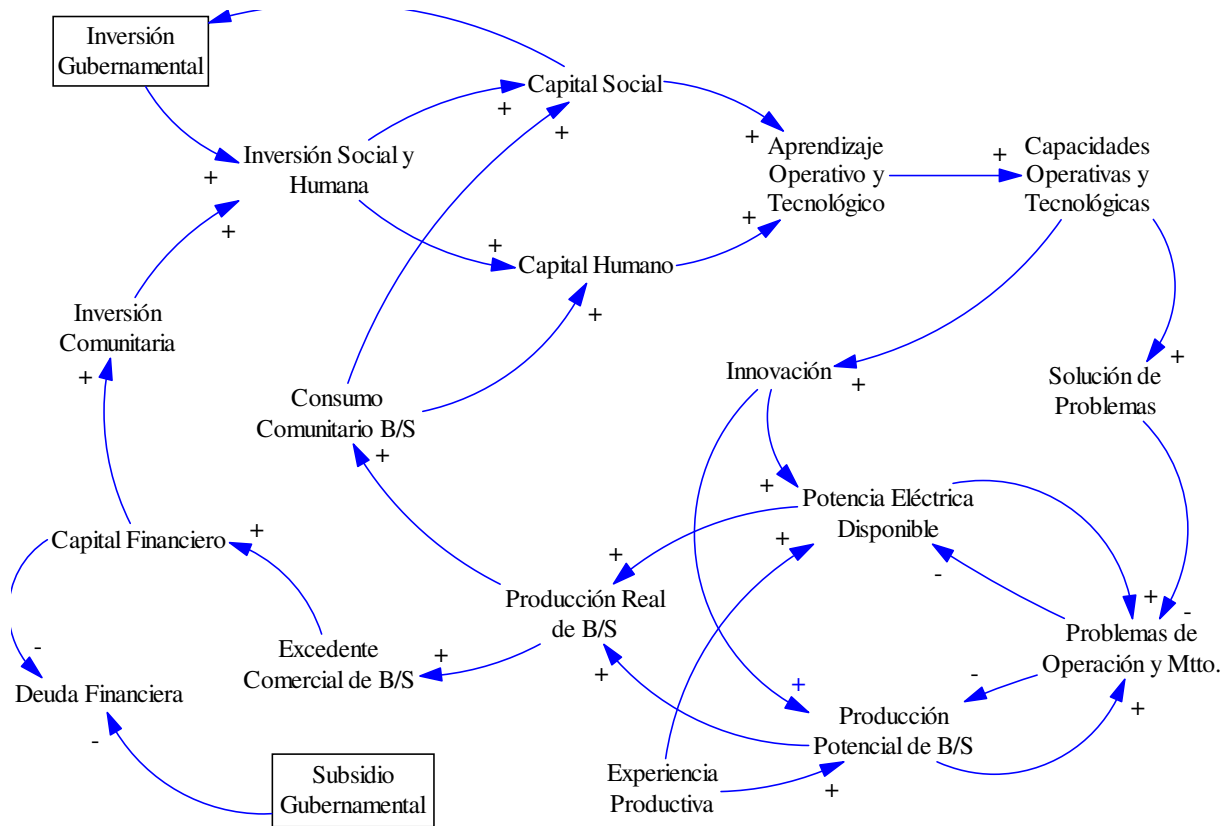 Inversión
Gubernamental
Capital Social
+
+
+
Inversión Social y
Humana
+
+
Aprendizaje
Operativo y
Tecnológico
+
+
Capacidades
Operativas y
Tecnológicas
+
Capital Humano
+
+
Inversión
Comunitaria
+
Consumo
Comunitario B/S
+
Innovación
+
Solución de
Problemas
+
Capital Financiero
+
Potencia Eléctrica
Disponible
+
+
-
Producción Real
de B/S
+
+
Problemas de
Operación y Mtto.
+
-
+
Excedente
Comercial de B/S
+
Deuda Financiera
-
-
Producción
Potencial de B/S
+
-
+
Experiencia
Productiva
Subsidio
Gubernamental